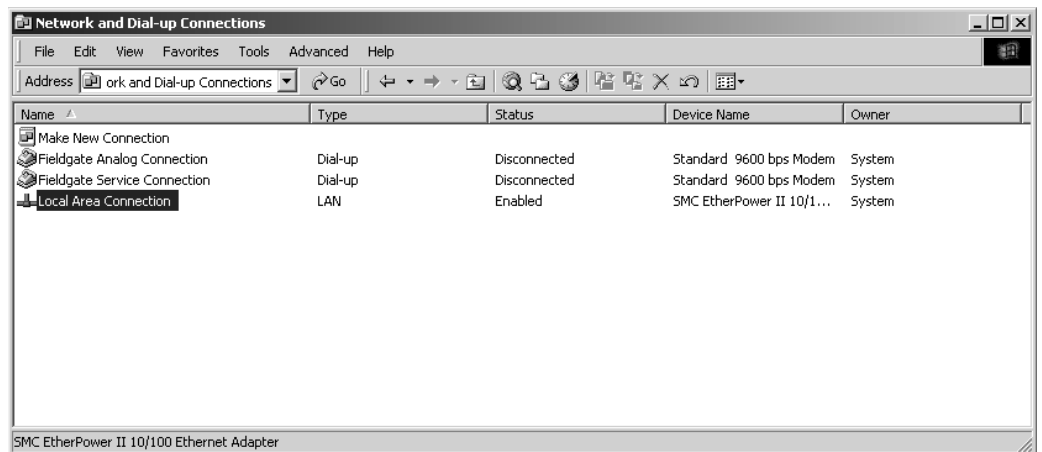 Network and Dial-up Connections
File Edit View Favorites Tools Advanced Help
Address ork and Dial-up Connections Go
Name Type Status Device Name Owner
Make New Connection
Fieldgate Analog Connection Dial-up Disconnected Standard 9600 bps Modem System
Fieldgate Service Connection Dial-up Disconnected Standard 9600 bps Modem System
Local Area Connection LAN Enabled SMC EtherPower II 10/1... System
SMC EtherPower II 10/100 Ethernet Adapter